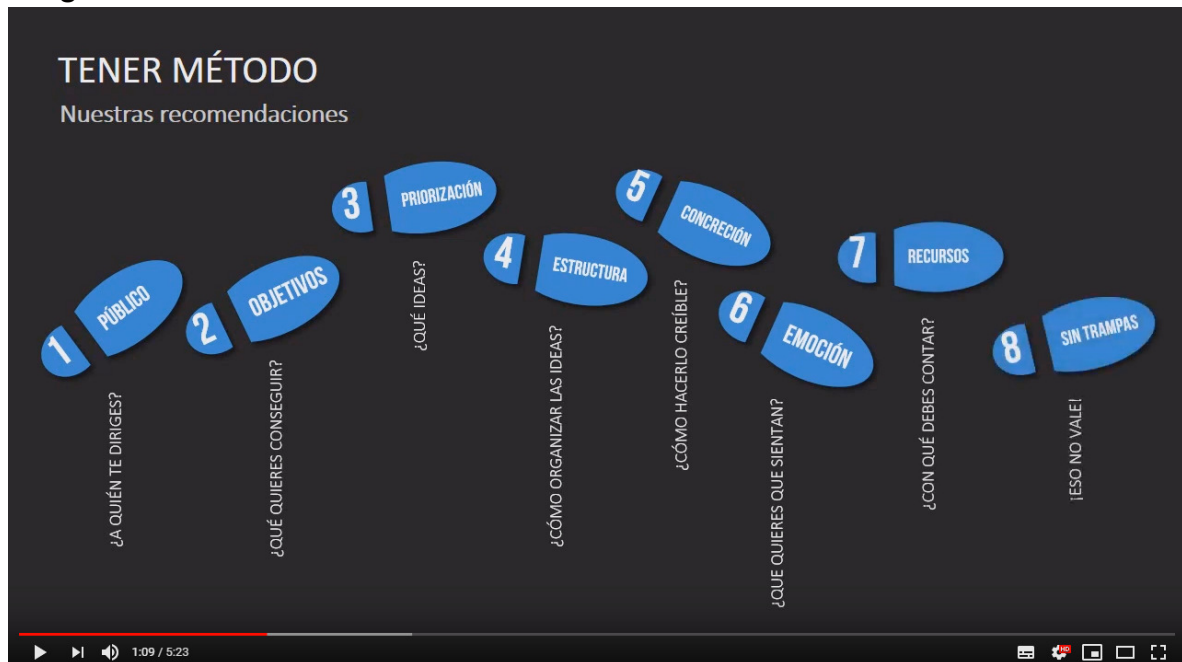 TENER MÉTODO
Nuestras recomendaciones
1 PÚBLICO
¿A QUIÉN TE DIRIGES?
2 OBJETIVOS
¿QUÉ QUIERES CONSEGUIR?
3 PRIORIZACIÓN
¿QUÉ IDEAS?
4 ESTRUCTURA
¿CÓMO ORGANIZAR LAS IDEAS?
5 CONCRECIÓN
¿CÓMO HACERLO CREÍBLE?
6 EMOCIÓN
¿QUE QUIERES QUE SIENTAN?
7 RECURSOS
¿CON QUÉ DEBES CONTAR?
8 SIN TRAMPAS
¡ESO NO VALE!
1:09 / 5:23
HD